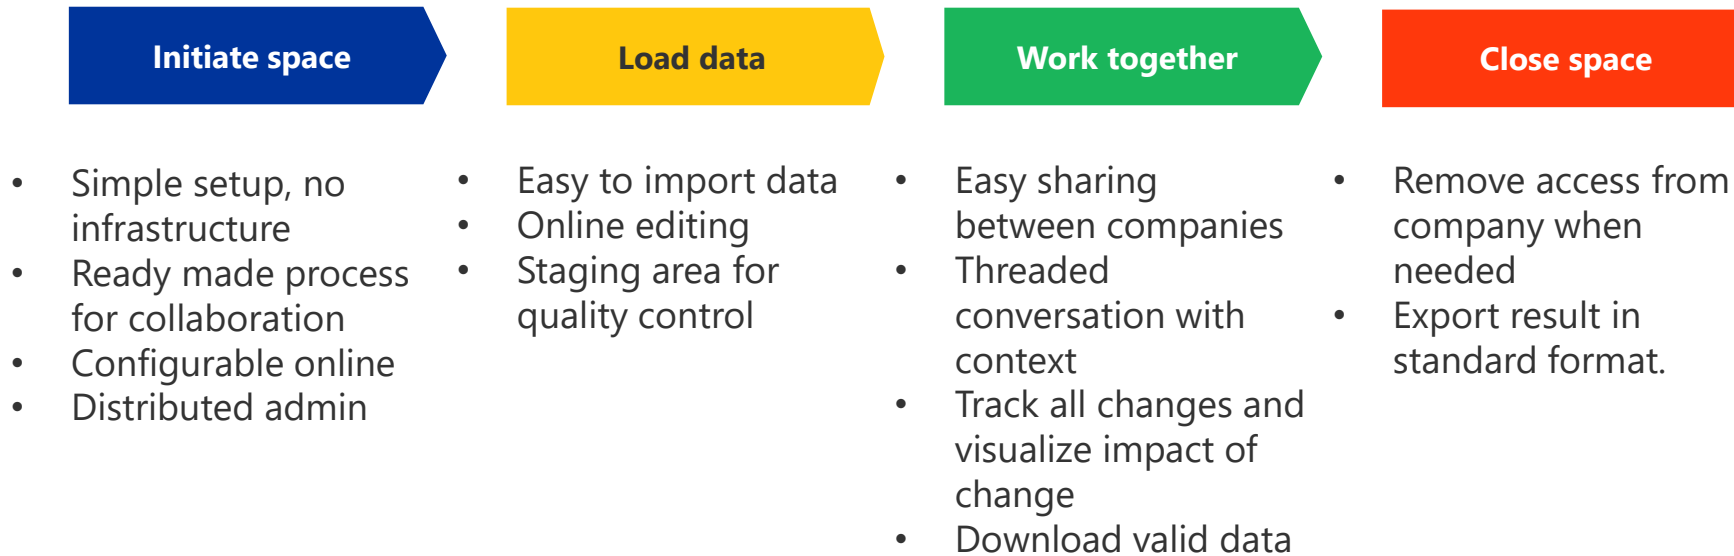 Initiate space
Load data
Work together
Close space
• Simple setup, no
infrastructure
• Ready made process
for collaboration
• Configurable online
• Distributed admin
• Easy to import data
• Online editing
• Staging area for
quality control
• Easy sharing
between companies
• Threaded
conversation with
context
• Track all changes and
visualize impact of
change
• Download valid data
• Remove access from
company when
needed
• Export result in
standard format.